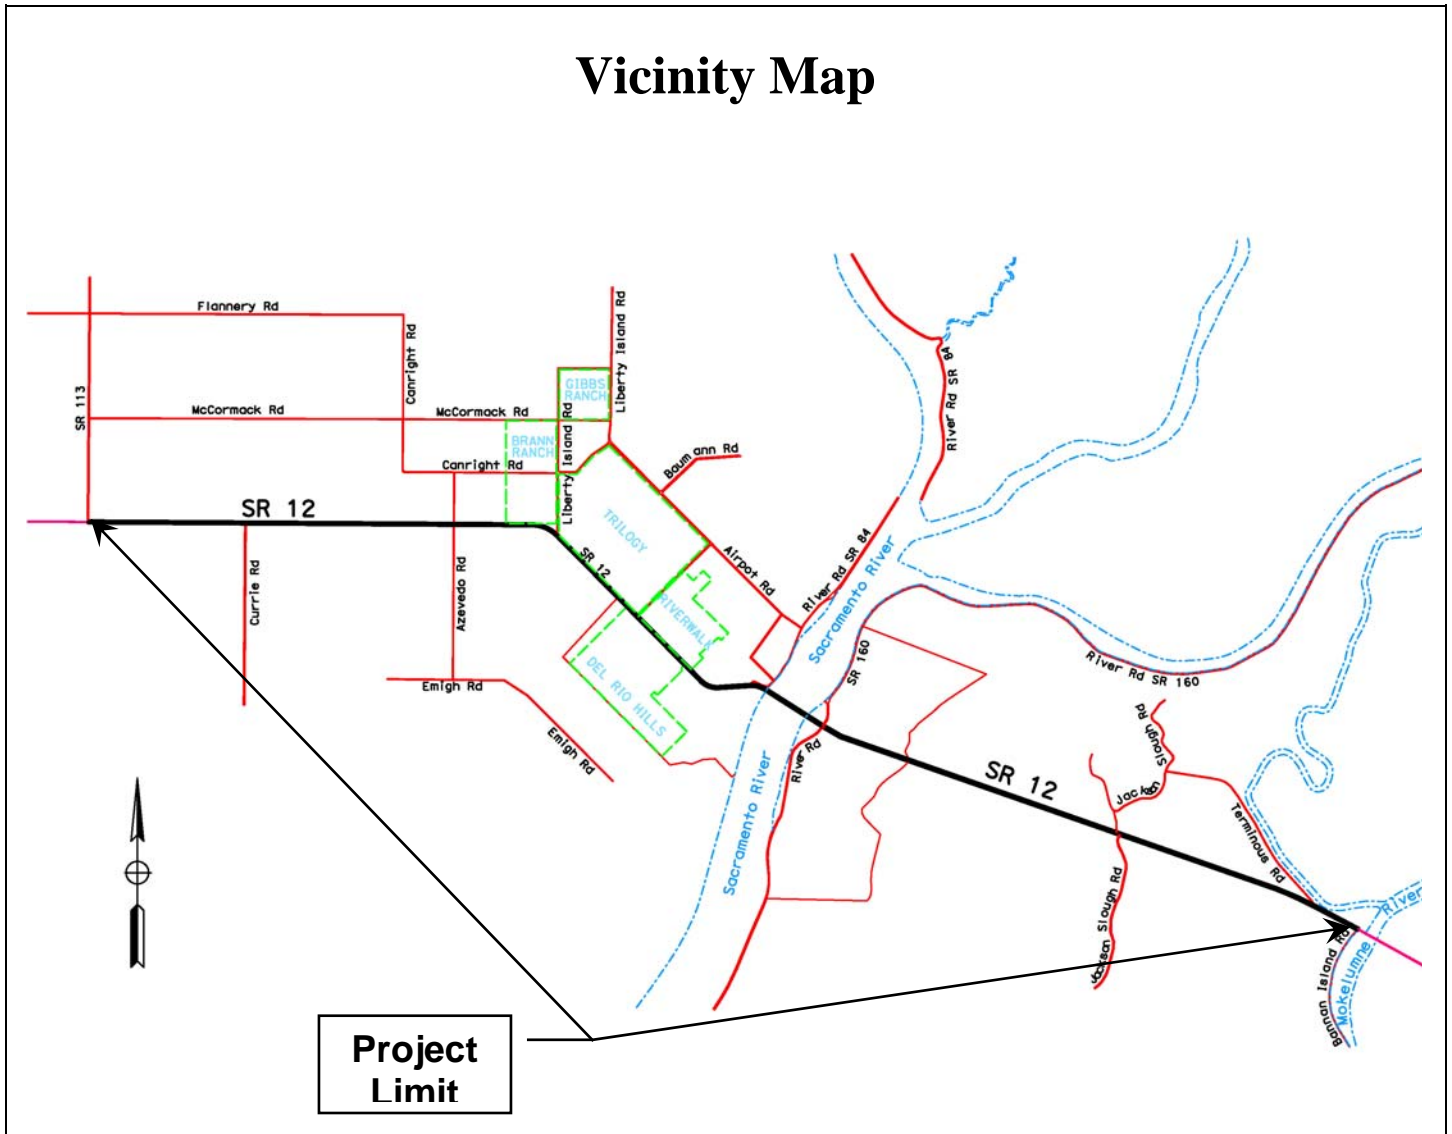 Vicinity Map
Flannery Rd
Canright Rd
Liberty Island Rd
SR 113
McCormack Rd
McCormack Rd
GIBBS
RANCH
Liberty Island Rd
BRANN
RANCH
Canright Rd
Baumann Rd
River Rd SR 84
SR 12
TRILOGY
SR 12
Airpot Rd
River Rd SR 84
Sacramento River
Currie Rd
Azevedo Rd
RIVERWALK
DEL RIO HILLS
SR 160
River Rd SR 160
Emigh Rd
Emigh Rd
River Rd
Sacramento River
SR 12
Slough Rd
Jackson
Terminous Rd
Jackson Slough Rd
River
Mokelumne
Bannan Island Rd
Project
Limit